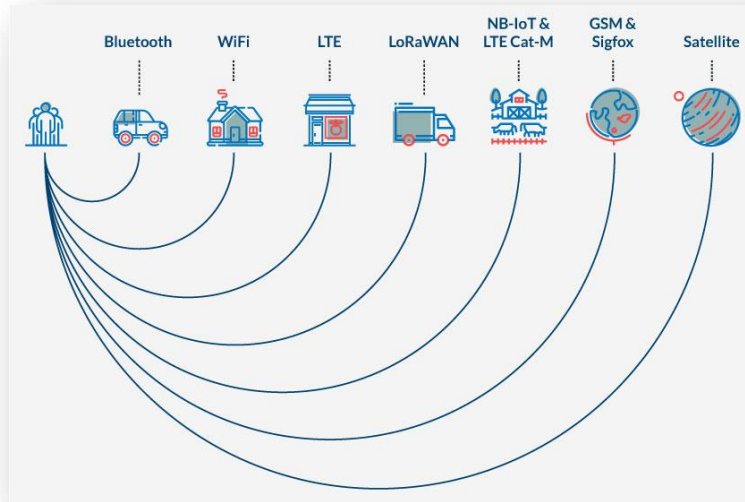 Bluetooth
WiFi
LTE
LoRaWAN
NB-IoT &
LTE Cat-M
GSM &
Sigfox
Satellite